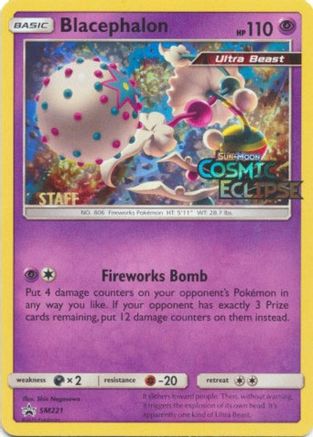 BASIC
Blacephalon
HP 110
Ultra Beast
SUN & MOON
COSMIC
ECLIPSE
STAFF
NO. 806 Fireworks Pokémon HT: 5'11" WT: 28.7 lbs.
Fireworks Bomb
Put 4 damage counters on your opponent's Pokémon in
any way you like. If your opponent has exactly 3 Prize
cards remaining, put 12 damage counters on them instead.
weakness × 2 resistance -20 retreat
Illus. Shin Nagasawa
SM221
It slithers toward people. Then, without warning,
it triggers the explosion of its own head. It's
apparently one kind of Ultra Beast.